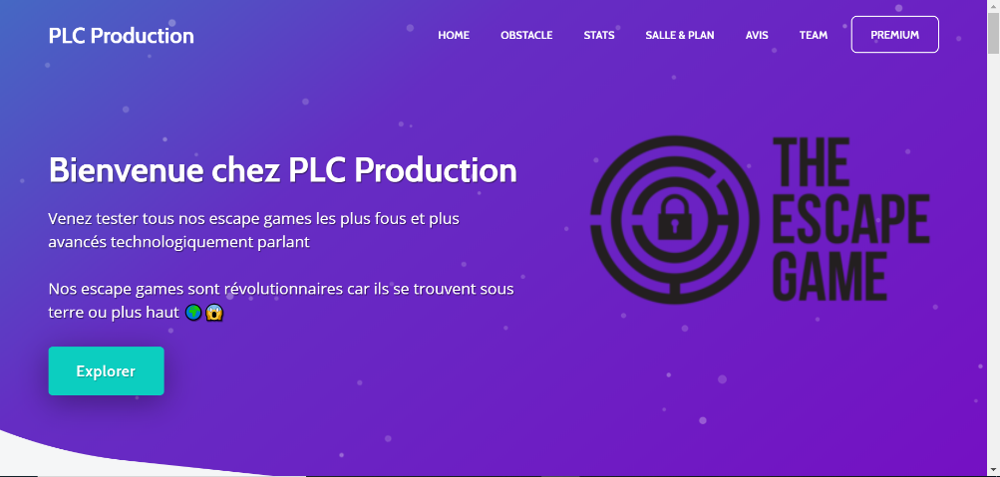 PLC Production
HOME OBSTACLE STATS SALLE & PLAN AVIS TEAM PREMIUM
Bienvenue chez PLC Production
Venez tester tous nos escape games les plus fous et plus
avancés technologiquement parlant
Nos escape games sont révolutionnaires car ils se trouvent sous
terre ou plus haut 🌍😱
Explorer
THE
ESCAPE
GAME